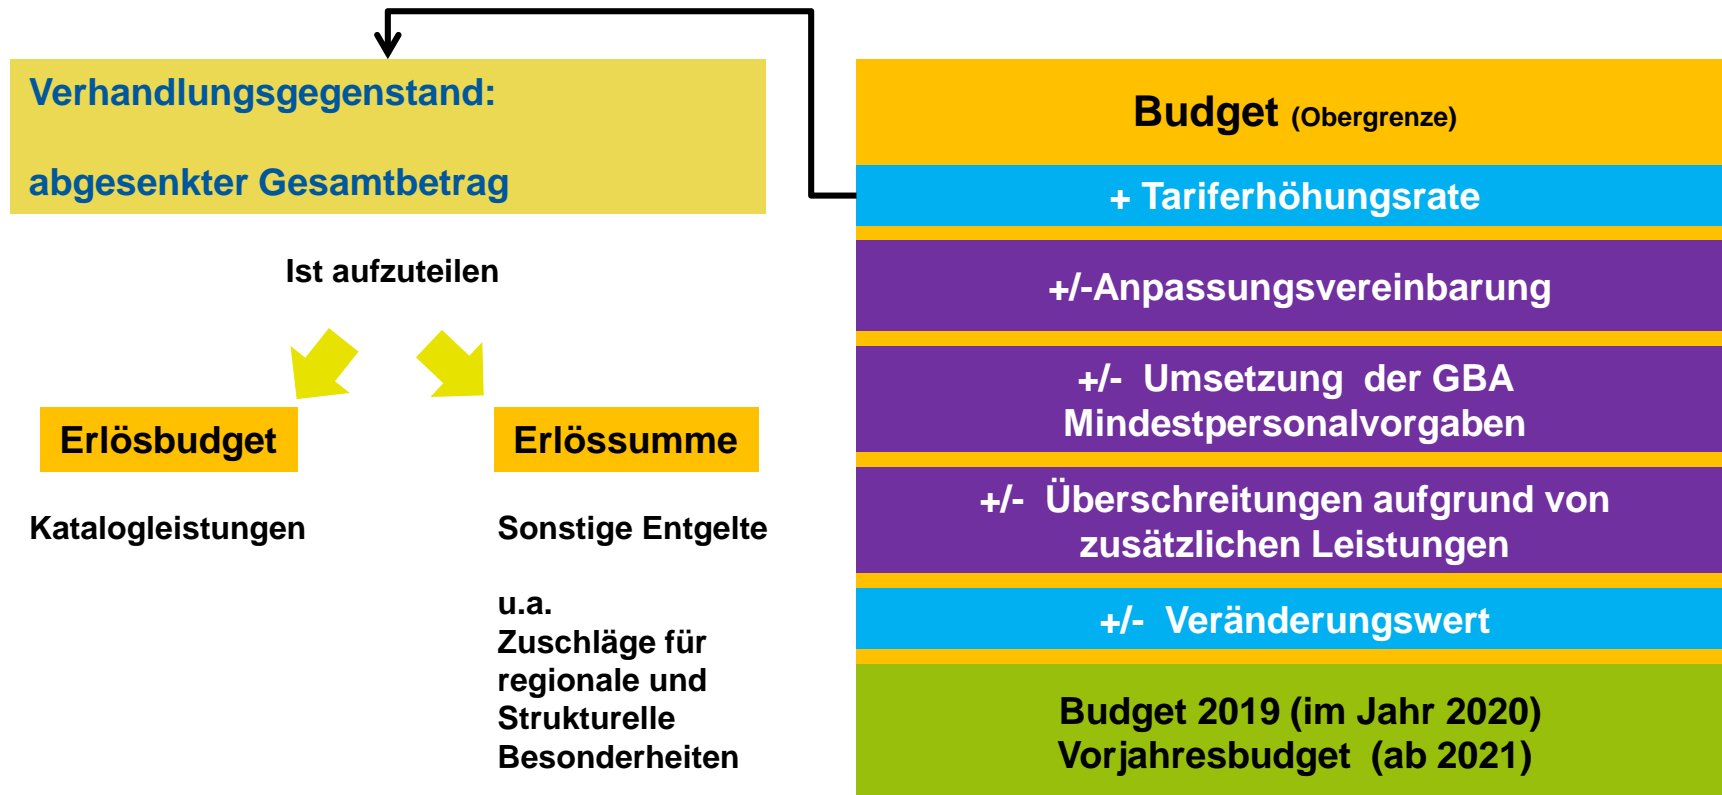 Verhandlungsgegenstand:
abgesenkter Gesamtbetrag
Ist aufzuteilen
Erlösbudget
Katalogleistungen
Erlössumme
Sonstige Entgelte
u.a.
Zuschläge für
regionale und
Strukturelle
Besonderheiten
Budget (Obergrenze)
+ Tariferhöhungsrate
+/-Anpassungsvereinbarung
+/- Umsetzung der GBA
Mindestpersonalvorgaben
+/- Überschreitungen aufgrund von
zusätzlichen Leistungen
+/- Veränderungswert
Budget 2019 (im Jahr 2020)
Vorjahresbudget (ab 2021)